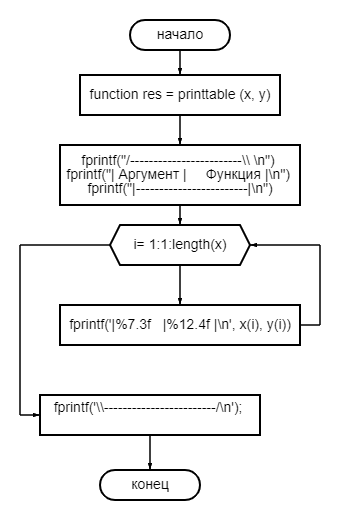 начало
function res = printtable (x, y)
fprintf("/-------------------------\\ \n")
fprintf("| Аргумент |     Функция |\n")
fprintf("|-------------------------|\n")
i= 1:1:length(x)
fprintf('|%7.3f   |%12.4f |\n', x(i), y(i))
fprintf('\\-------------------------/\n');
конец